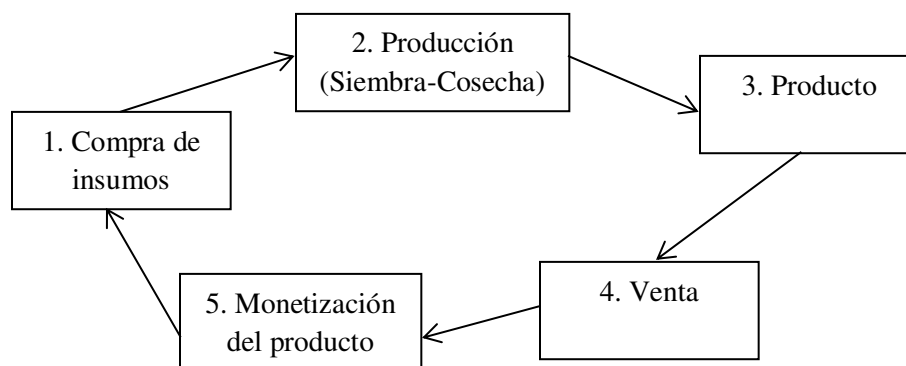 1. Compra de
insumos
2. Producción
(Siembra-Cosecha)
3. Producto
4. Venta
5. Monetización
del producto